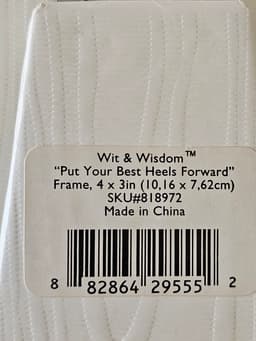 Wit & Wisdom™
“Put Your Best Heels Forward”
Frame, 4 x 3in (10,16 x 7,62cm)
SKU#818972
Made in China
8 82864 29555 2